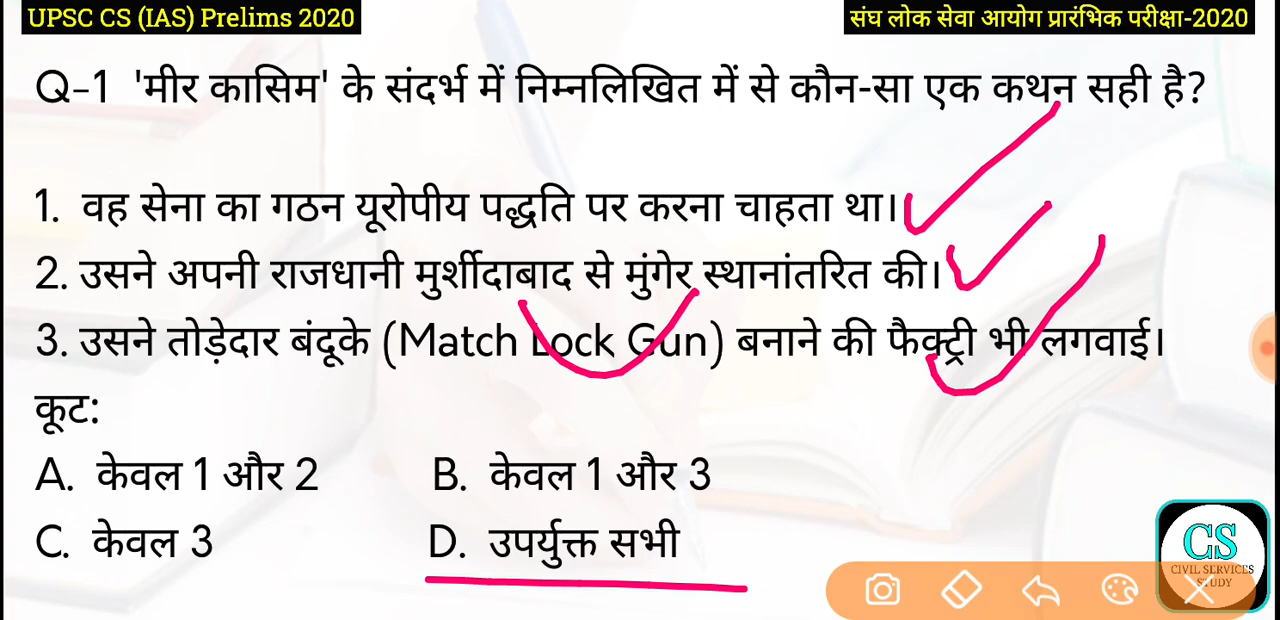 UPSC CS (IAS) Prelims 2020
संघ लोक सेवा आयोग प्रारंभिक परीक्षा-2020
Q-1 'मीर कासिम' के संदर्भ में निम्नलिखित में से कौन-सा एक कथन सही है?
1. वह सेना का गठन यूरोपीय पद्धति पर करना चाहता था।
2. उसने अपनी राजधानी मुर्शीदाबाद से मुंगेर स्थानांतरित की।
3. उसने तोड़ेदार बंदूके (Match Lock Gun) बनाने की फैक्ट्री भी लगवाई।
कूट:
A. केवल 1 और 2 B. केवल 1 और 3
C. केवल 3 D. उपर्युक्त सभी
CS
CIVIL SERVICES
STUDY